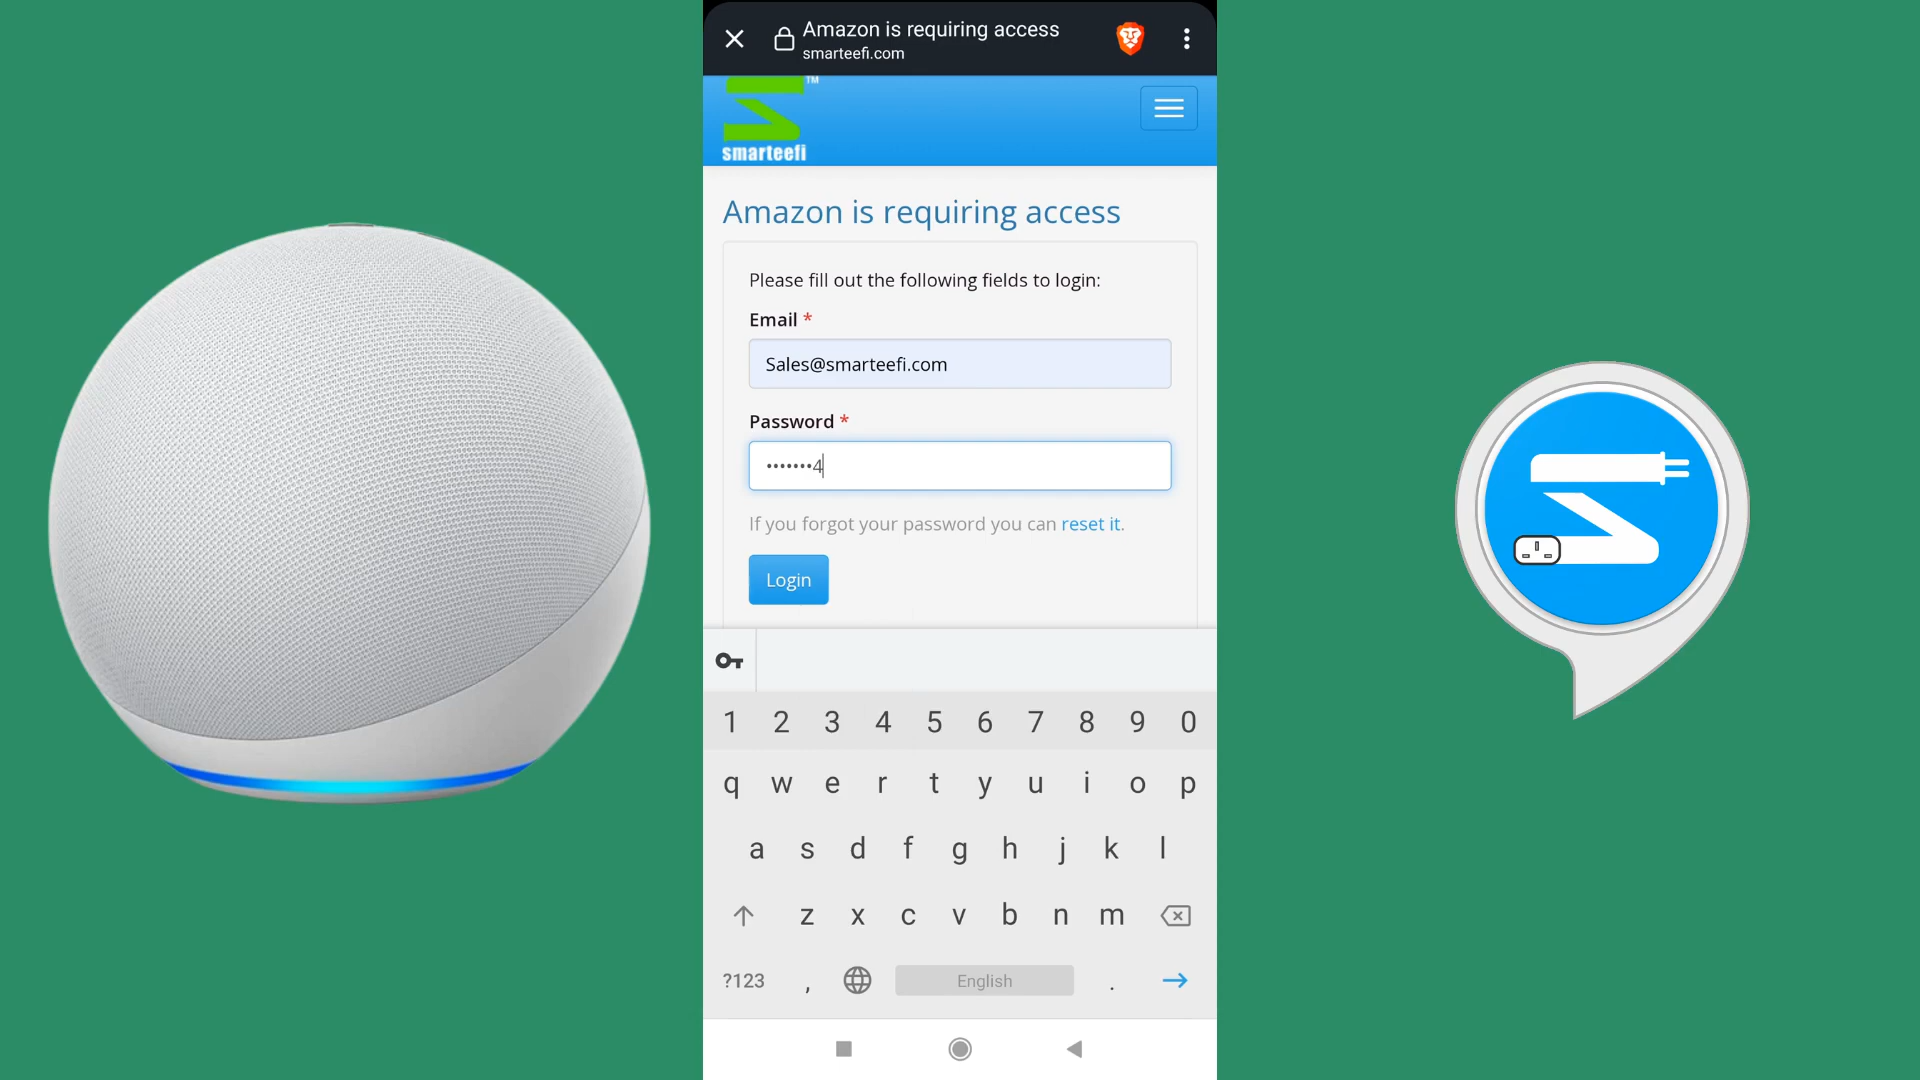 Amazon is requiring access
smarteefi.com
TM
smarteefi
Amazon is requiring access
Please fill out the following fields to login:
Email *
Sales@smarteefi.com
Password *
•••••••4
If you forgot your password you can reset it.
Login
1 2 3 4 5 6 7 8 9 0
q w e r t y u i o p
a s d f g h j k l
z x c v b n m
?123 , English .